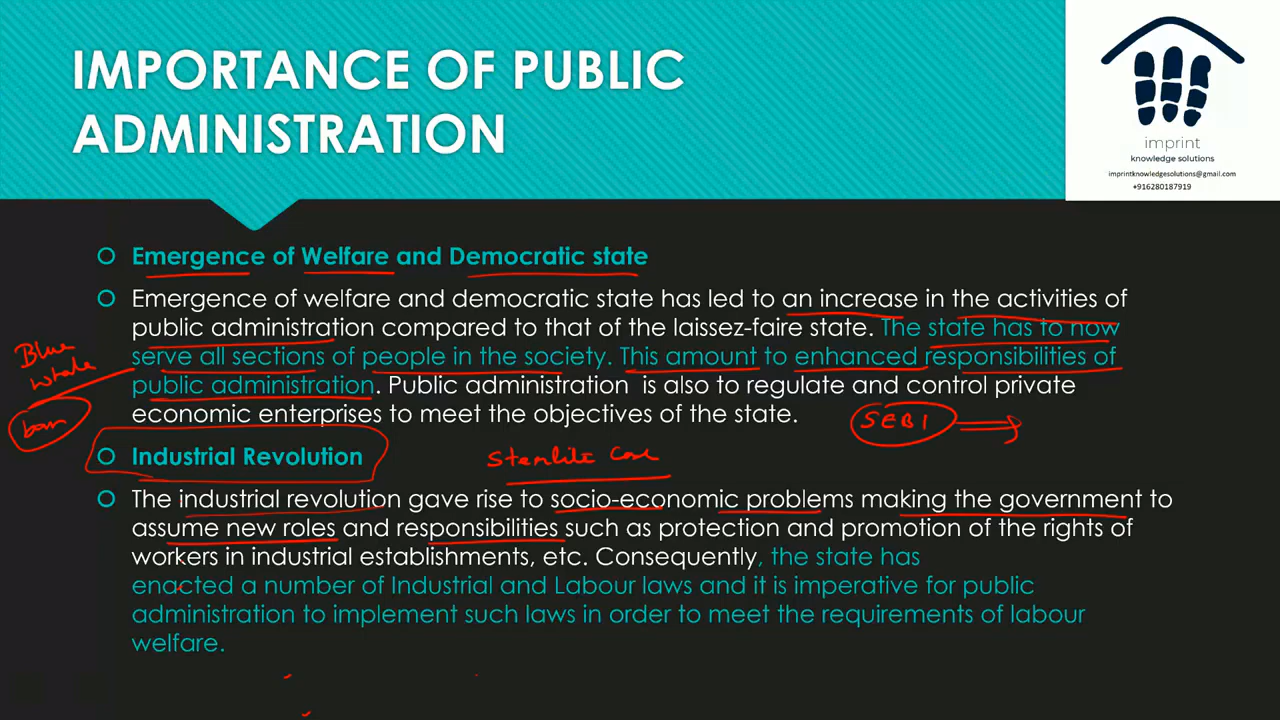 IMPORTANCE OF PUBLIC
ADMINISTRATION
imprint
knowledge solutions
imprintknowledgesolutions@gmail.com
+916280187919
Emergence of Welfare and Democratic state
Emergence of welfare and democratic state has led to an increase in the activities of
public administration compared to that of the laissez-faire state. The state has to now
serve all sections of people in the society. This amount to enhanced responsibilities of
public administration. Public administration is also to regulate and control private
economic enterprises to meet the objectives of the state.
Blue
whale
ban
SEBI
Industrial Revolution
Sterlite Case
The industrial revolution gave rise to socio-economic problems making the government to
assume new roles and responsibilities such as protection and promotion of the rights of
workers in industrial establishments, etc. Consequently, the state has
enacted a number of Industrial and Labour laws and it is imperative for public
administration to implement such laws in order to meet the requirements of labour
welfare.